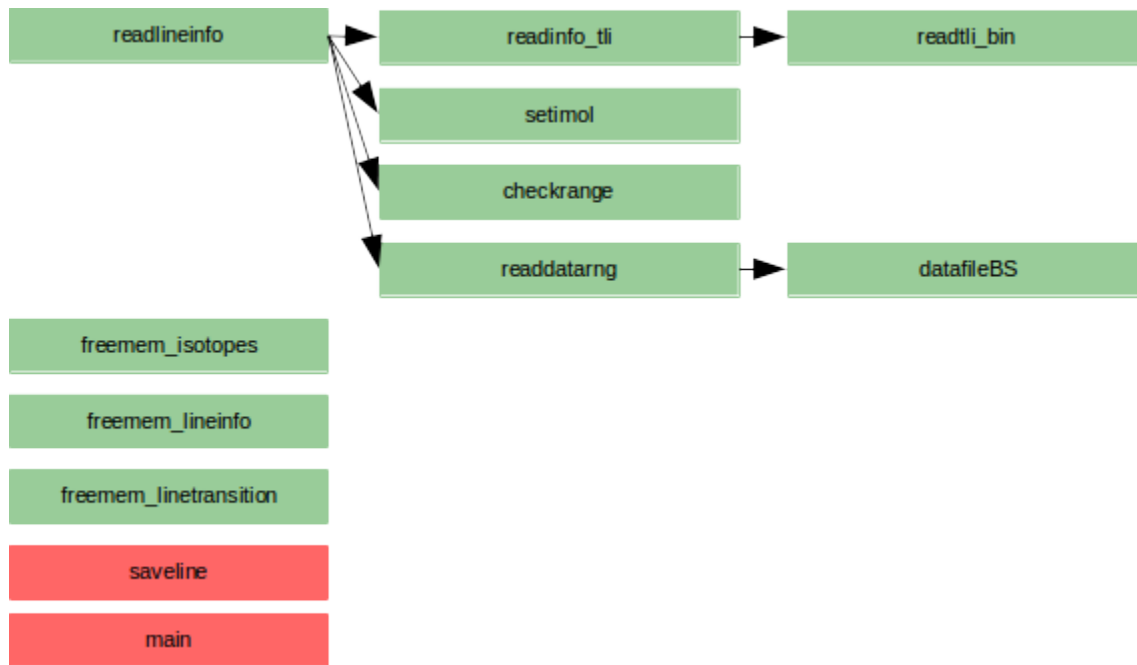 readlineinfo
readinfo_tli
readtli_bin
setimol
checkrange
readdatarng
datafileBS
freemem_isotopes
freemem_lineinfo
freemem_linetransition
saveline
main